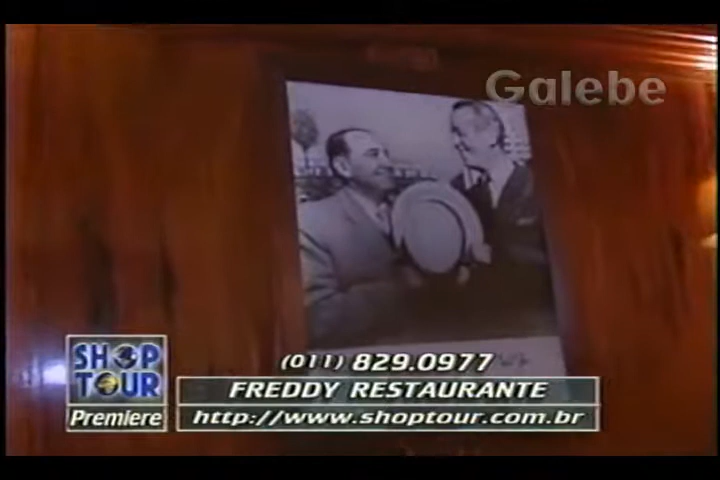 Galebe
SHOP
TOUR
Premiere
(011) 829.0977
FREDDY RESTAURANTE
http://www.shoptour.com.br